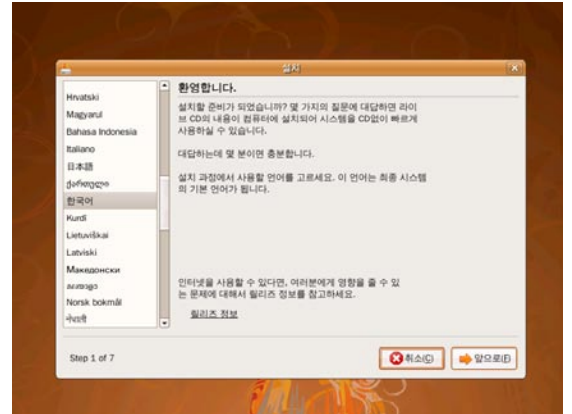 설치
Hrvatski
Magyarul
Bahasa Indonesia
Italiano
日本語
ქართული
한국어
Kurdî
Lietuviškai
Latviski
Македонски
മലയാളം
Norsk bokmål
नेपाली
환영합니다.
설치할 준비가 되었습니까? 몇 가지의 질문에 대답하면 라이
브 CD의 내용이 컴퓨터에 설치되어 시스템을 CD없이 빠르게
사용하실 수 있습니다.
대답하는데 몇 분이면 충분합니다.
설치 과정에서 사용할 언어를 고르세요. 이 언어는 최종 시스템
의 기본 언어가 됩니다.
인터넷을 사용할 수 있다면, 여러분에게 영향을 줄 수 있
는 문제에 대해서 릴리즈 정보를 참고하세요.
릴리즈 정보
Step 1 of 7
취소(C)
앞으로(F)